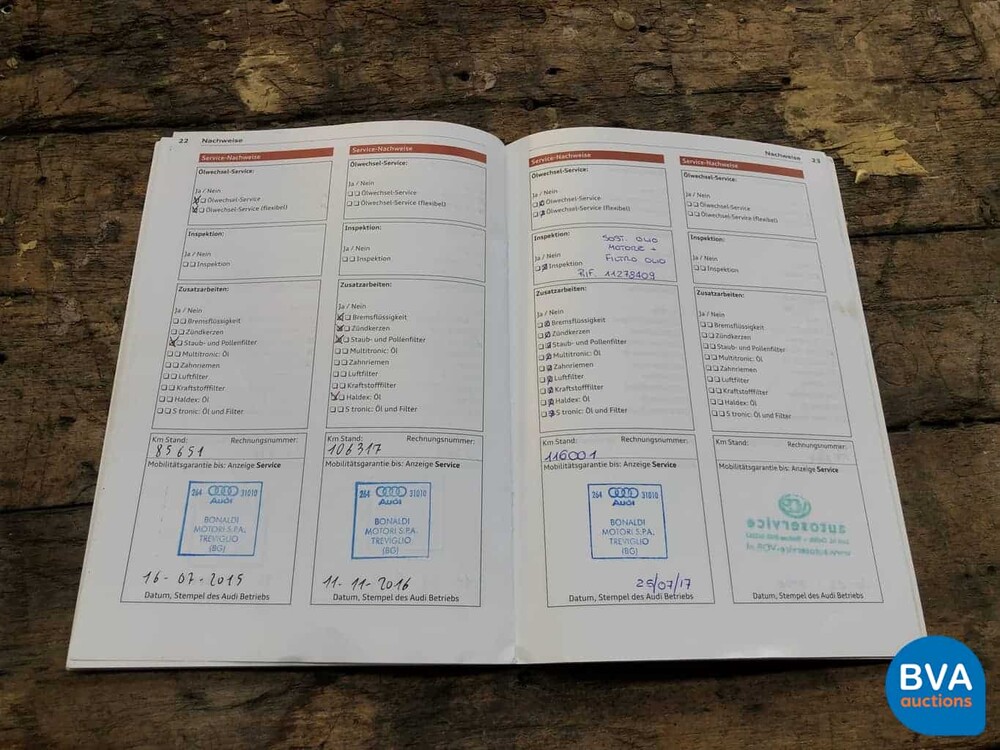 22 Nachweise
Service-Nachweise
Ölwechsel-Service:
Ja / Nein
Ölwechsel-Service
Ölwechsel-Service (flexibel)
Inspektion:
Ja / Nein
Inspektion
Zusatzarbeiten:
Ja / Nein
Bremsflüssigkeit
Zündkerzen
Staub- und Pollenfilter
Multitronic: Öl
Zahnriemen
Luftfilter
Kraftstofffilter
Haldex: Öl
S tronic: Öl und Filter
Km Stand: Rechnungsnummer:
85651
Mobilitätsgarantie bis: Anzeige Service
264 31010
Audi
BONALDI
MOTORI S.P.A.
TREVIGLIO
(BG)
16-07-2015
Datum, Stempel des Audi Betriebs
Service-Nachweise
Ölwechsel-Service:
Ja / Nein
Ölwechsel-Service
Ölwechsel-Service (flexibel)
Inspektion:
Ja / Nein
Inspektion
Zusatzarbeiten:
Ja / Nein
Bremsflüssigkeit
Zündkerzen
Staub- und Pollenfilter
Multitronic: Öl
Zahnriemen
Luftfilter
Kraftstofffilter
Haldex: Öl
S tronic: Öl und Filter
Km Stand: Rechnungsnummer:
106317
Mobilitätsgarantie bis: Anzeige Service
264 31010
Audi
BONALDI
MOTORI S.P.A.
TREVIGLIO
(BG)
11-11-2016
Datum, Stempel des Audi Betriebs
Service-Nachweise
Ölwechsel-Service:
Ja / Nein
Ölwechsel-Service
Ölwechsel-Service (flexibel)
Inspektion:
SOST. OLIO
MOTORE +
FILTRO OLIO
Ja / Nein
Inspektion
RIF. 11273409
Zusatzarbeiten:
Ja / Nein
Bremsflüssigkeit
Zündkerzen
Staub- und Pollenfilter
Multitronic: Öl
Zahnriemen
Luftfilter
Kraftstofffilter
Haldex: Öl
S tronic: Öl und Filter
Km Stand: Rechnungsnummer:
116001
Mobilitätsgarantie bis: Anzeige Service
264 31010
Audi
BONALDI
MOTORI S.P.A.
TREVIGLIO
(BG)
25/07/17
Datum, Stempel des Audi Betriebs
Nachweise 23
Service-Nachweise
Ölwechsel-Service:
Ja / Nein
Ölwechsel-Service
Ölwechsel-Service (flexibel)
Inspektion:
Ja / Nein
Inspektion
Zusatzarbeiten:
Ja / Nein
Bremsflüssigkeit
Zündkerzen
Staub- und Pollenfilter
Multitronic: Öl
Zahnriemen
Luftfilter
Kraftstofffilter
Haldex: Öl
S tronic: Öl und Filter
Km Stand: Rechnungsnummer:
Mobilitätsgarantie bis: Anzeige Service
autoservice
Datum, Stempel des Audi Betriebs
BVA
auctions